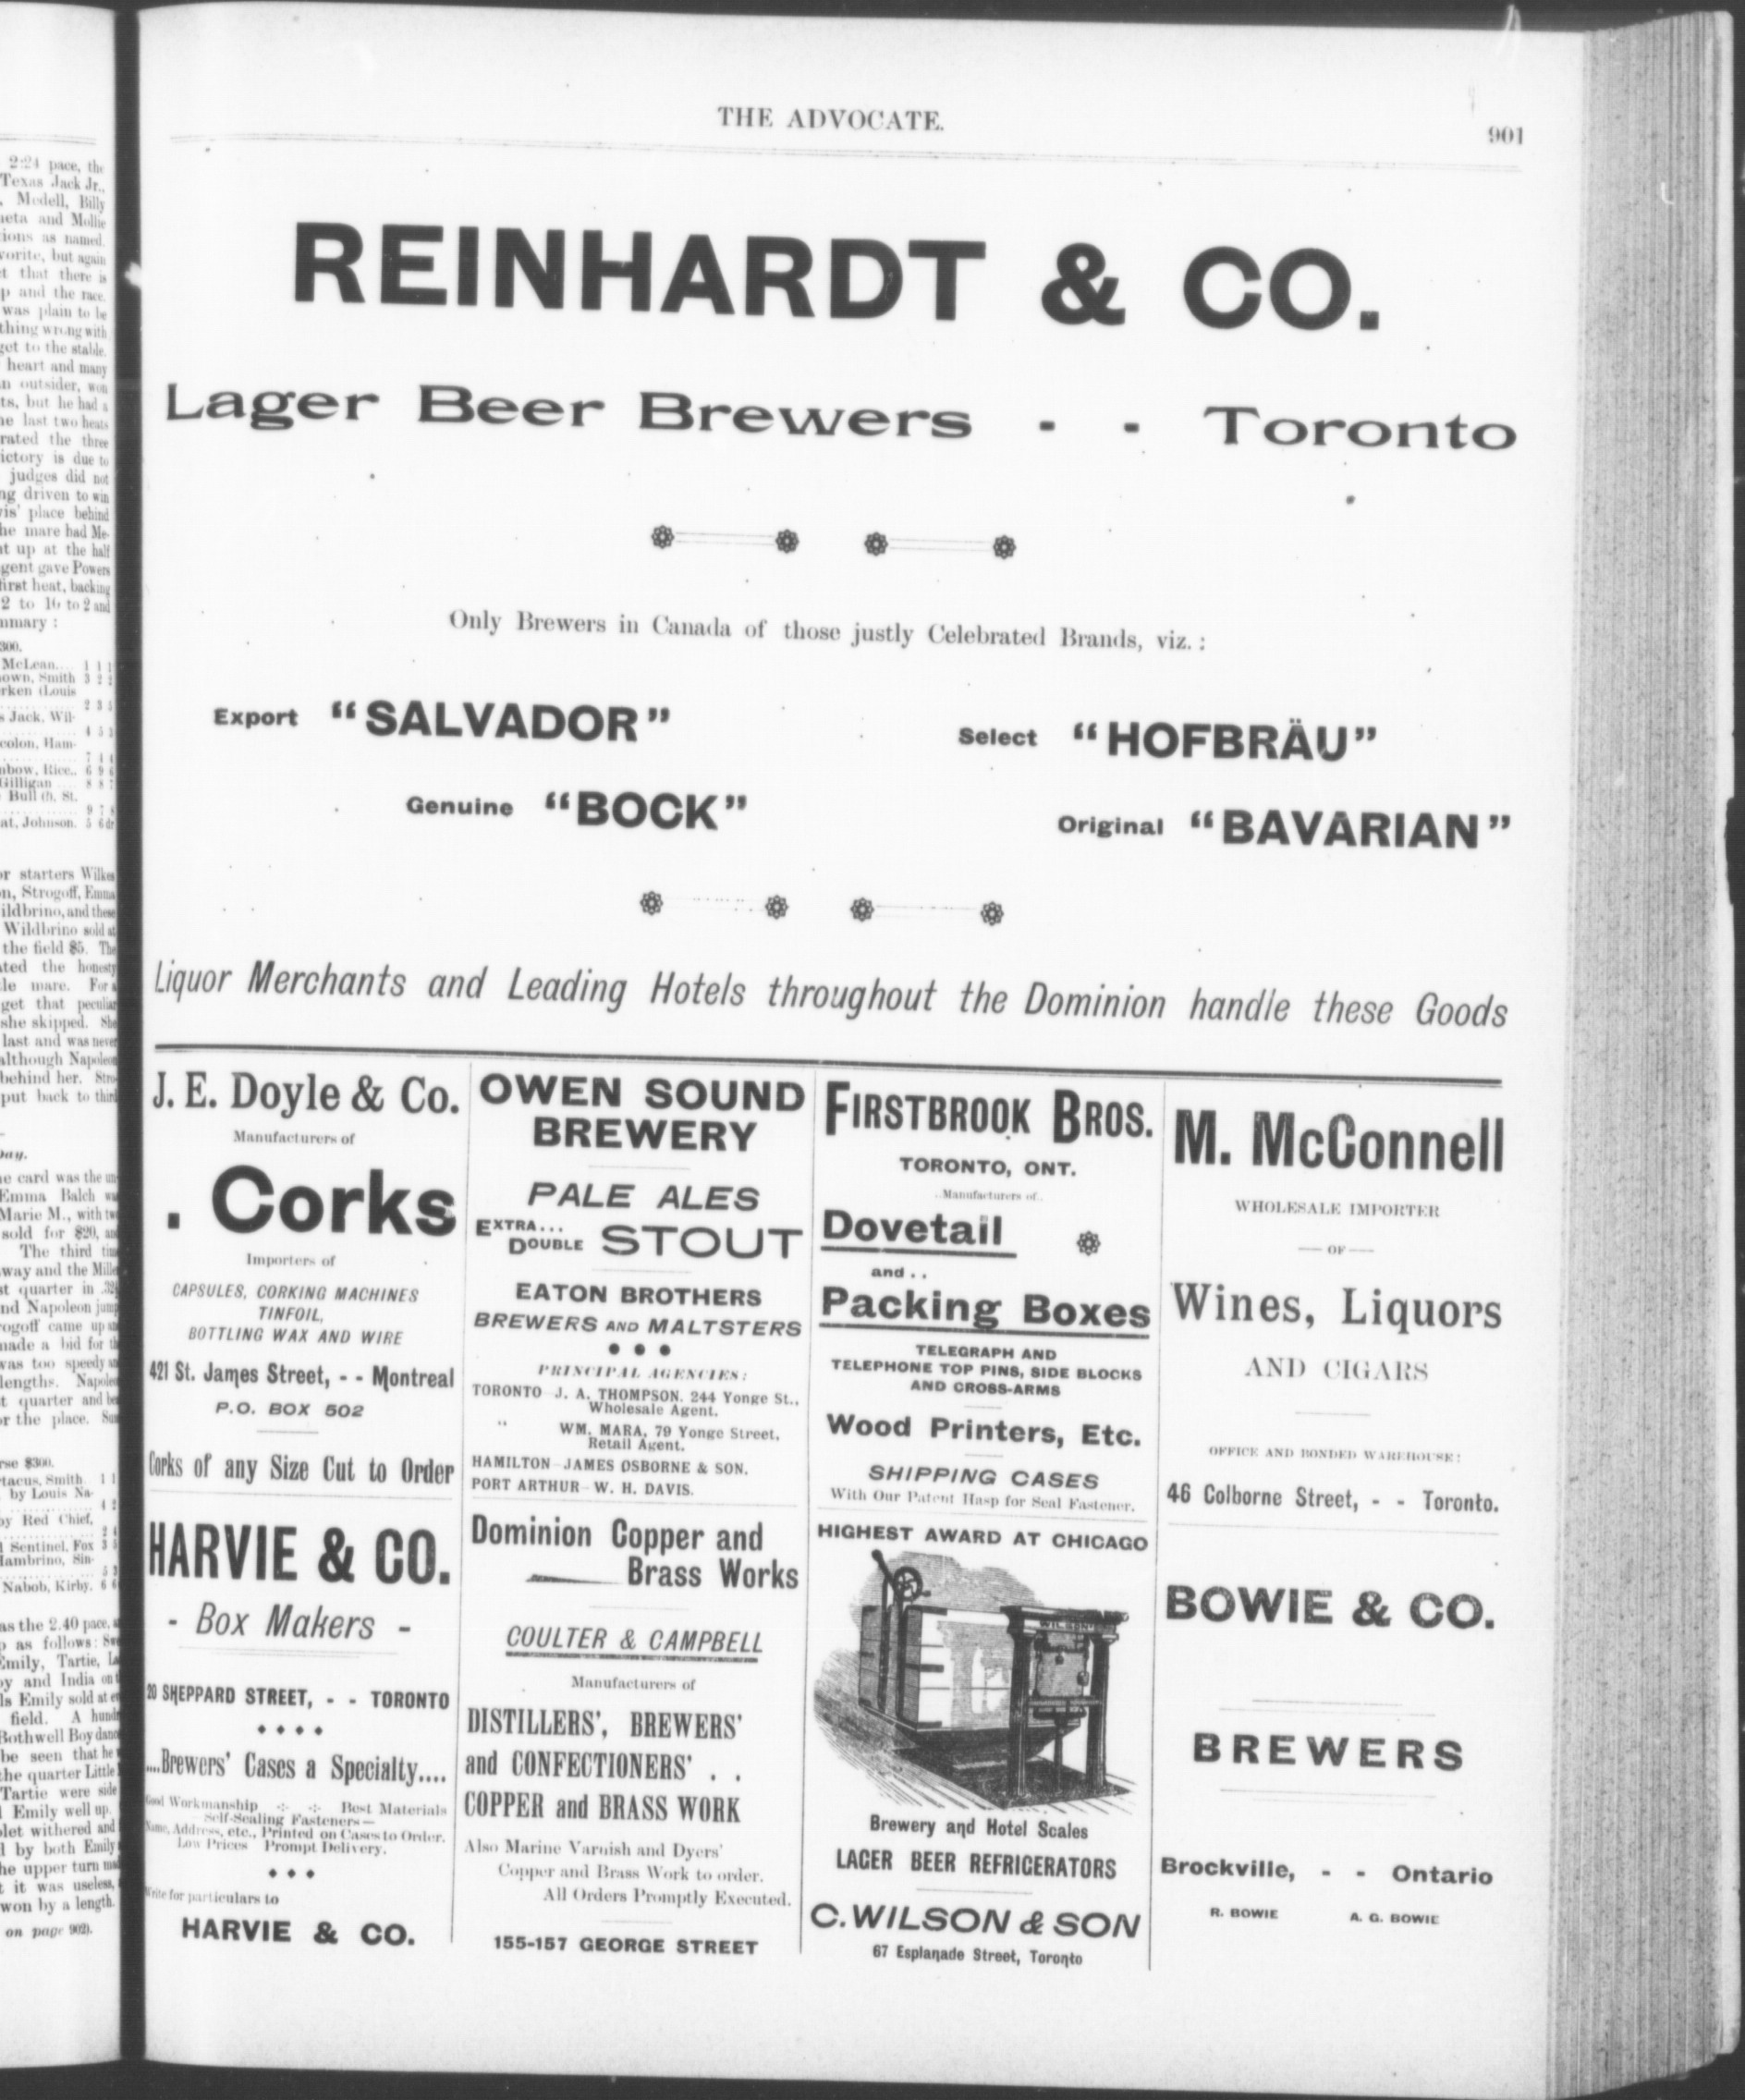 THE ADVOCATE.
901
REINHARDT & CO.
Lager Beer Brewers - - Toronto
Only Brewers in Canada of those justly Celebrated Brands, viz. :
Export "SALVADOR"
Select "HOFBRÄU"
Genuine "BOCK"
Original "BAVARIAN"
Liquor Merchants and Leading Hotels throughout the Dominion handle these Goods
J. E. Doyle & Co.
Manufacturers of
. Corks
Importers of
CAPSULES, CORKING MACHINES
TINFOIL,
BOTTLING WAX AND WIRE
421 St. James Street, - - Montreal
P.O. BOX 502
Corks of any Size Cut to Order
HARVIE & CO.
- Box Makers -
20 SHEPPARD STREET, - - TORONTO
....Brewers' Cases a Specialty....
Good Workmanship Best Materials
Self-Sealing Fasteners—
Name, Address, etc., Printed on Cases to Order.
Low Prices Prompt Delivery.
Write for particulars to
HARVIE & CO.
OWEN SOUND
BREWERY
PALE ALES
EXTRA...
DOUBLE STOUT
EATON BROTHERS
BREWERS AND MALTSTERS
PRINCIPAL AGENCIES:
TORONTO—J. A. THOMPSON, 244 Yonge St.,
Wholesale Agent.
" WM. MARA, 79 Yonge Street,
Retail Agent.
HAMILTON—JAMES OSBORNE & SON.
PORT ARTHUR—W. H. DAVIS.
Dominion Copper and
Brass Works
COULTER & CAMPBELL
Manufacturers of
DISTILLERS', BREWERS'
and CONFECTIONERS' . .
COPPER and BRASS WORK
Also Marine Varnish and Dyers'
Copper and Brass Work to order.
All Orders Promptly Executed.
155-157 GEORGE STREET
FIRSTBROOK BROS.
TORONTO, ONT.
..Manufacturers of..
Dovetail
and . .
Packing Boxes
TELEGRAPH AND
TELEPHONE TOP PINS, SIDE BLOCKS
AND CROSS-ARMS
Wood Printers, Etc.
SHIPPING CASES
With Our Patent Hasp for Seal Fastener.
HIGHEST AWARD AT CHICAGO
WILSON
Brewery and Hotel Scales
LAGER BEER REFRIGERATORS
C. WILSON & SON
67 Esplanade Street, Toronto
M. McConnell
WHOLESALE IMPORTER
— OF —
Wines, Liquors
AND CIGARS
OFFICE AND BONDED WAREHOUSE:
46 Colborne Street, - - Toronto.
BOWIE & CO.
BREWERS
Brockville, - - Ontario
R. BOWIE A. G. BOWIE